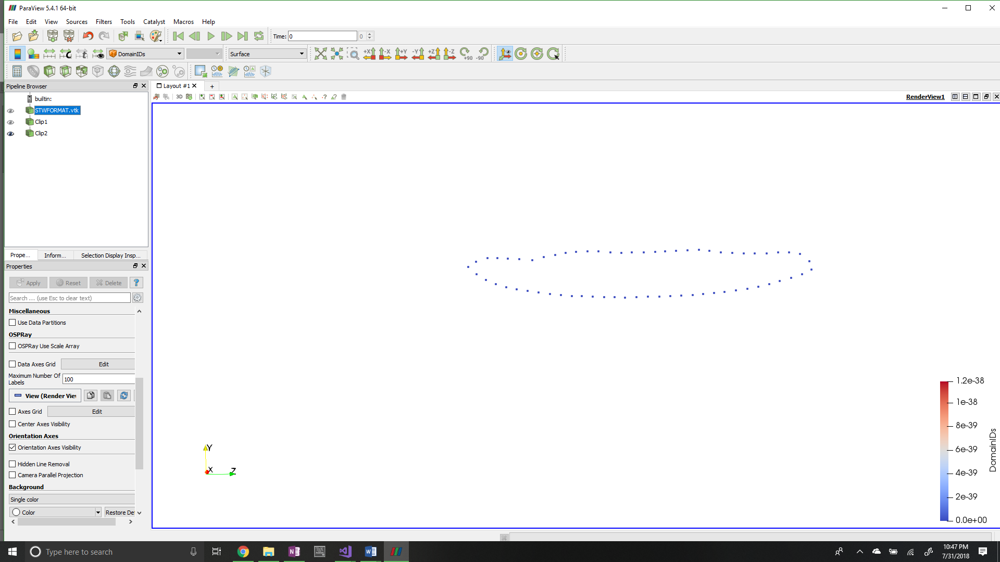 ParaView 5.4.1 64-bit
File Edit View Sources Filters Tools Catalyst Macros Help
Time: 0 0
DomainIDs Surface +X -X +Y -Y +Z -Z +90 -90
Pipeline Browser Layout #1 +
3D RenderView1
builtin:
STWFORMAT.vtk
Clip1
Clip2
Prope... Inform... Selection Display Insp...
Properties
Apply Reset Delete ?
Search ... (use Esc to clear text)
Miscellaneous
Use Data Partitions
OSPRay
OSPRay Use Scale Array
Data Axes Grid Edit
Maximum Number Of
Labels 100
View (Render Vie
Axes Grid Edit
Center Axes Visibility
Orientation Axes
Orientation Axes Visibility
Hidden Line Removal
Camera Parallel Projection
Background
Single color
Color Restore De
Y
X Z
1.2e-38
1e-38
8e-39
6e-39
4e-39
2e-39
0.0e+00
DomainIDs
Type here to search
10:47 PM
7/31/2018